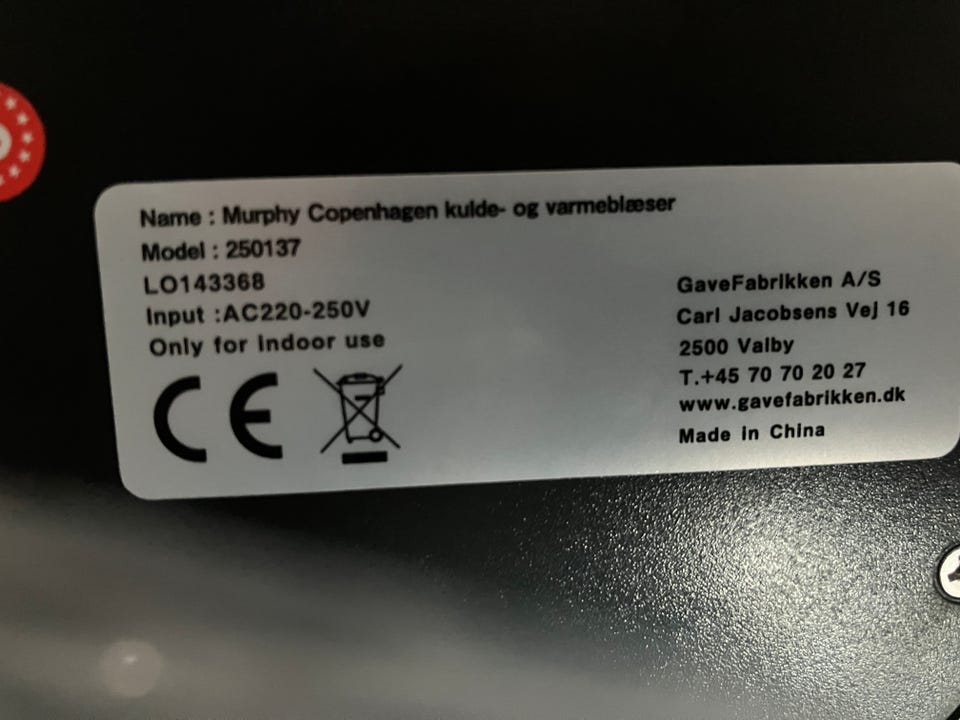 Name : Murphy Copenhagen kulde- og varmeblæser
Model : 250137
LO143368
Input :AC220-250V
Only for indoor use
CE
GaveFabrikken A/S
Carl Jacobsens Vej 16
2500 Valby
T.+45 70 70 20 27
www.gavefabrikken.dk
Made in China